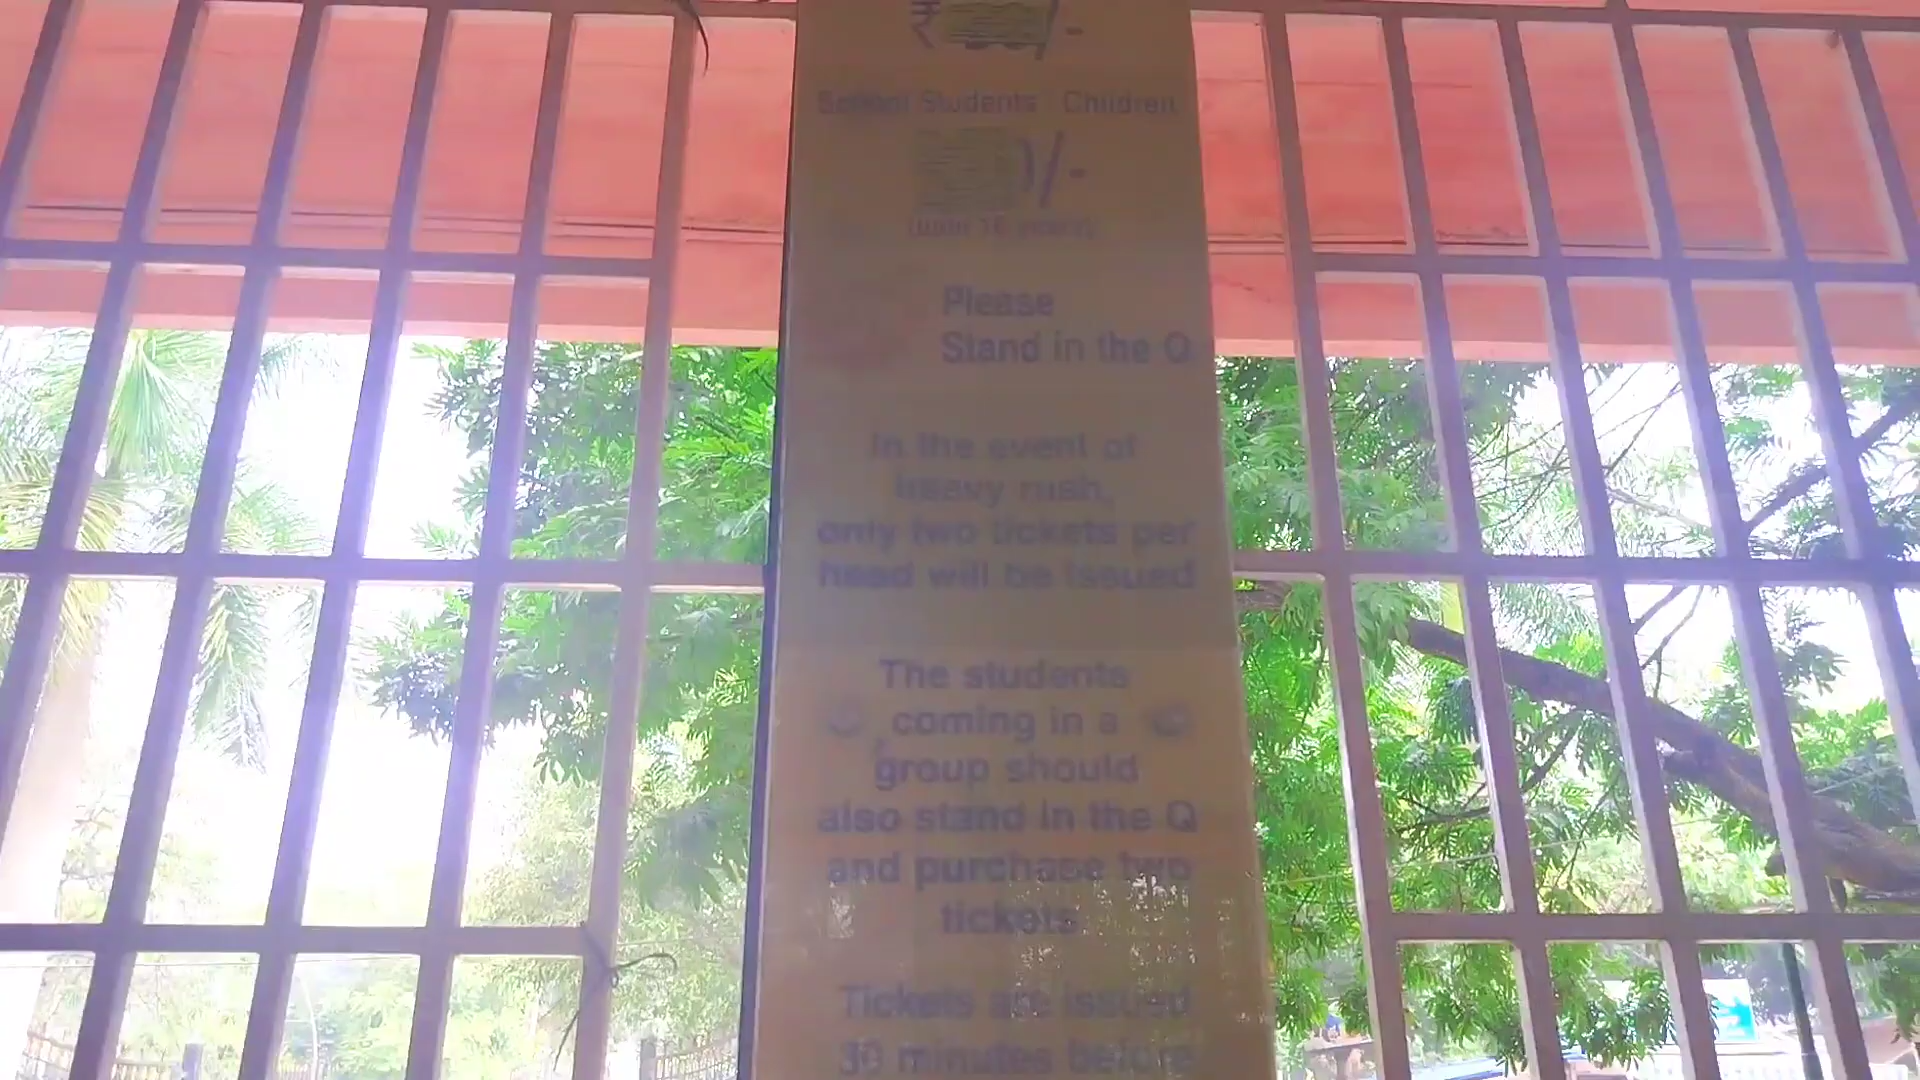 ₹ /-
School Students / Children
/-
(upto 15 years)
Please
Stand in the Q
In the event of
heavy rush,
only two tickets per
head will be issued
The students
coming in a
group should
also stand in the Q
and purchase two
tickets
Tickets are issued
30 minutes before